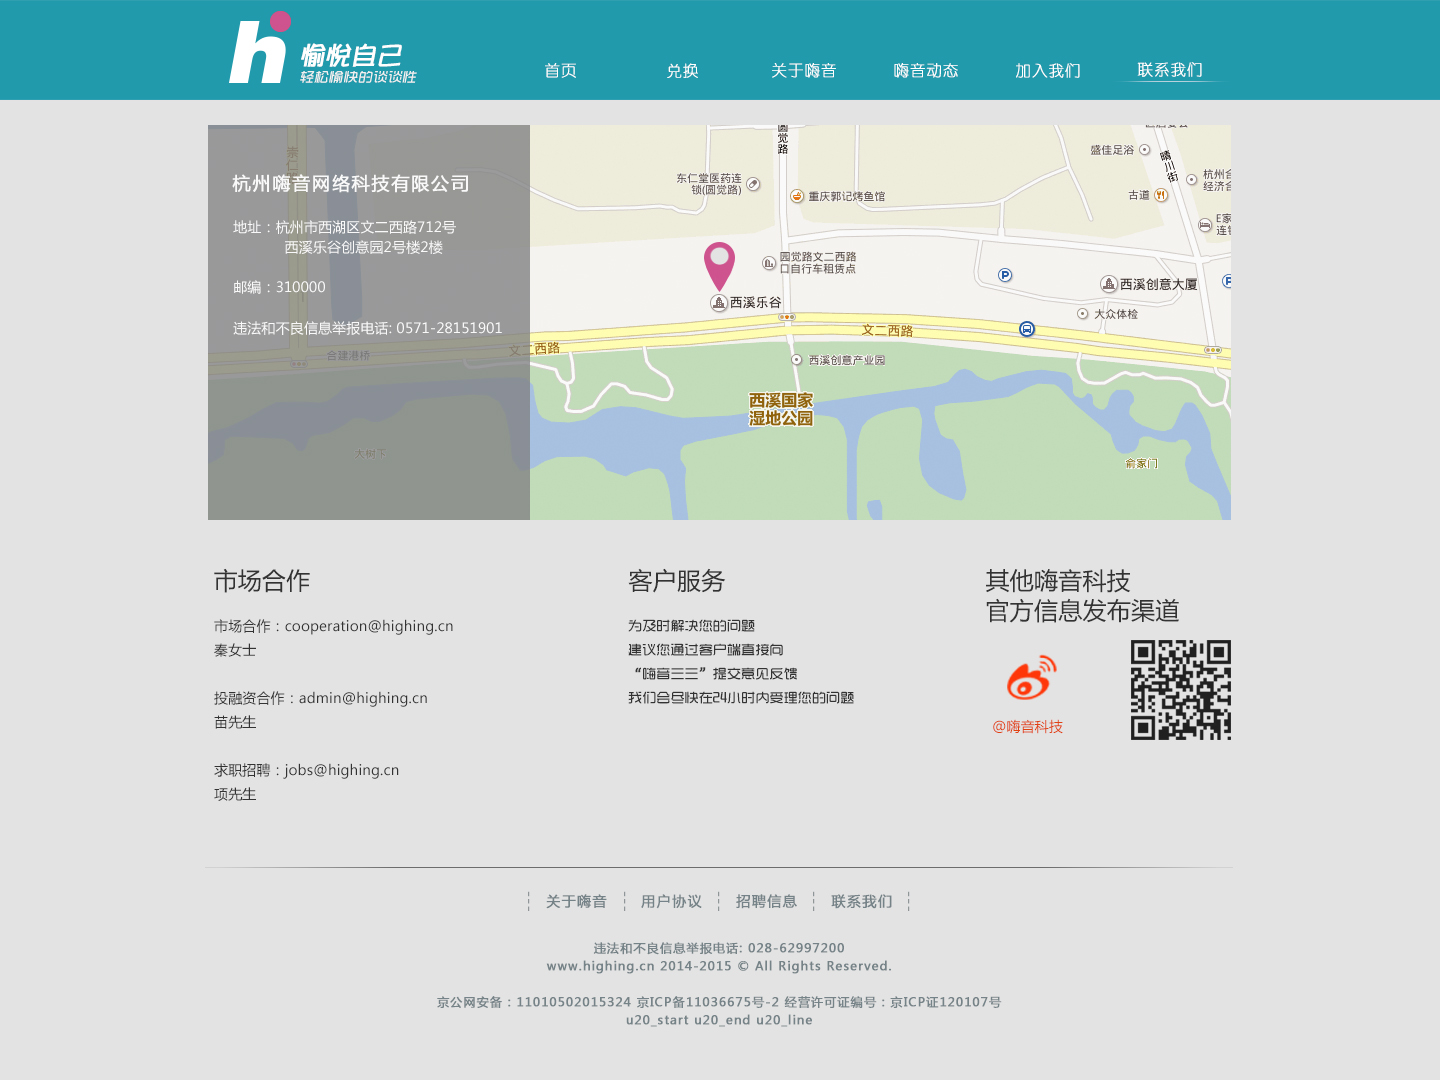 愉悦自己
轻松愉快的谈谈性
首页
兑换
关于嗨音
嗨音动态
加入我们
联系我们
杭州嗨音网络科技有限公司
地址：杭州市西湖区文二西路712号
西溪乐谷创意园2号楼2楼
邮编：310000
违法和不良信息举报电话: 0571-28151901
崇仁
合建港桥
大树下
文二西路
圆觉路
东仁堂医药连
锁(圆觉路)
重庆郭记烤鱼馆
园觉路文二西路
口自行车租赁点
西溪乐谷
文二西路
西溪创意产业园
西溪国家
湿地公园
盛佳足浴
晴川街
古道
杭州
经济
E家
连
西溪创意大厦
大众体检
俞家门
市场合作
市场合作：cooperation@highing.cn
秦女士
投融资合作：admin@highing.cn
苗先生
求职招聘：jobs@highing.cn
项先生
客户服务
为及时解决您的问题
建议您通过客户端直接向
“嗨音三三”提交意见反馈
我们会尽快在24小时内受理您的问题
其他嗨音科技
官方信息发布渠道
@嗨音科技
关于嗨音
用户协议
招聘信息
联系我们
违法和不良信息举报电话: 028-62997200
www.highing.cn 2014-2015 © All Rights Reserved.
京公网安备：11010502015324 京ICP备11036675号-2 经营许可证编号：京ICP证120107号
u20_start u20_end u20_line